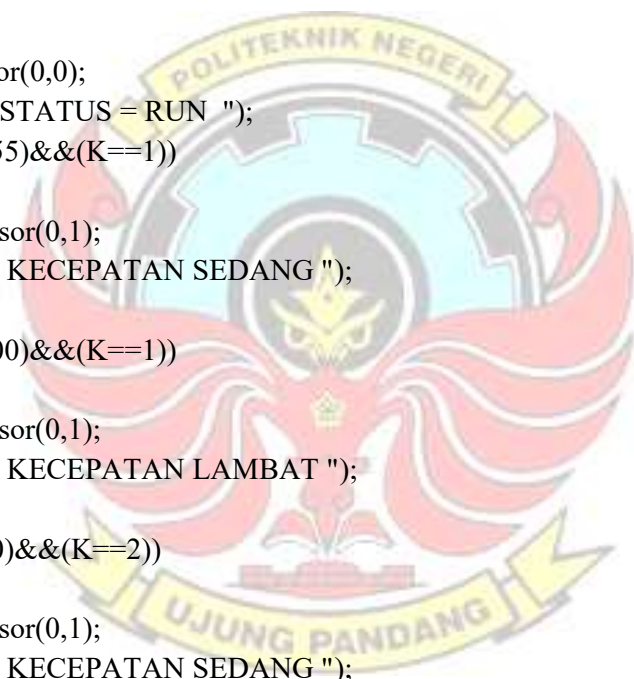 POLITEKNIK NEGERI
or(0,0);
STATUS = RUN ");
55)&&(K==1))
sor(0,1);
KECEPATAN SEDANG ");
00)&&(K==1))
sor(0,1);
KECEPATAN LAMBAT ");
0)&&(K==2))
sor(0,1);
UJUNG PANDANG
KECEPATAN SEDANG ");